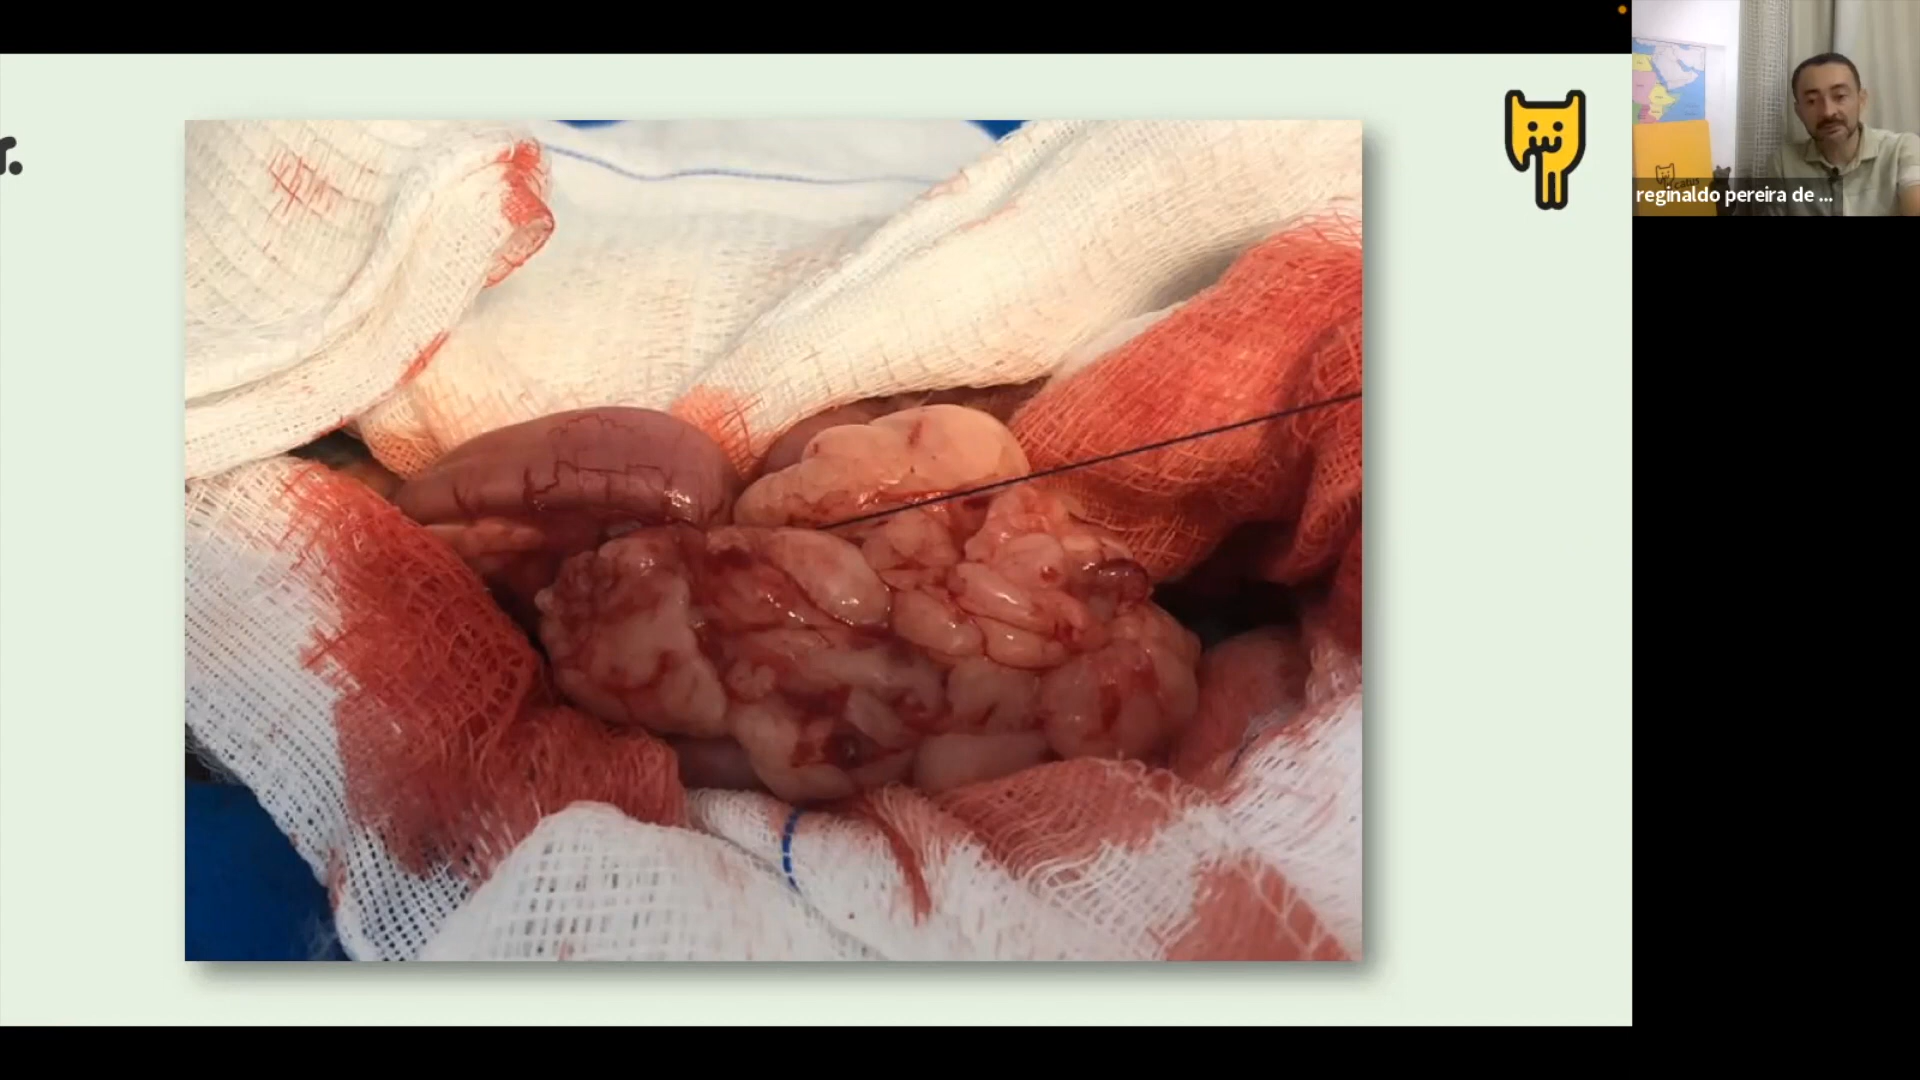 r.
reginaldo pereira de ...